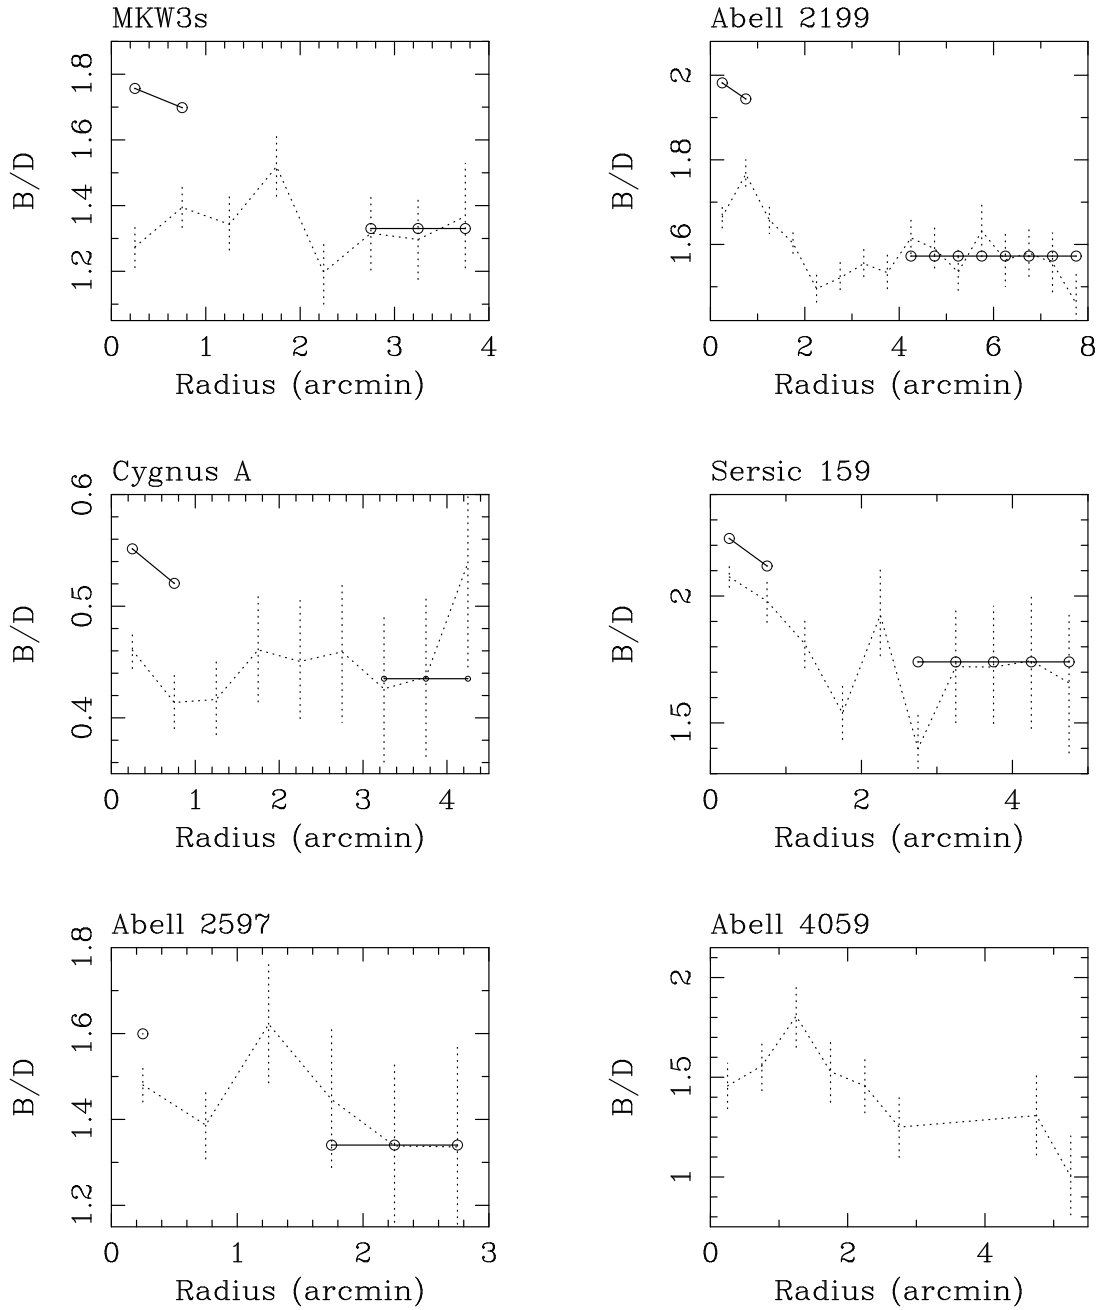 MKW3s
B/D
1.8
1.6
1.4
1.2
0 1 2 3 4
Radius (arcmin)
Abell 2199
B/D
2
1.8
1.6
0 2 4 6 8
Radius (arcmin)
Cygnus A
B/D
0.6
0.5
0.4
0 1 2 3 4
Radius (arcmin)
Sersic 159
B/D
2
1.5
0 2 4
Radius (arcmin)
Abell 2597
B/D
1.8
1.6
1.4
1.2
0 1 2 3
Radius (arcmin)
Abell 4059
B/D
2
1.5
1
0 2 4
Radius (arcmin)